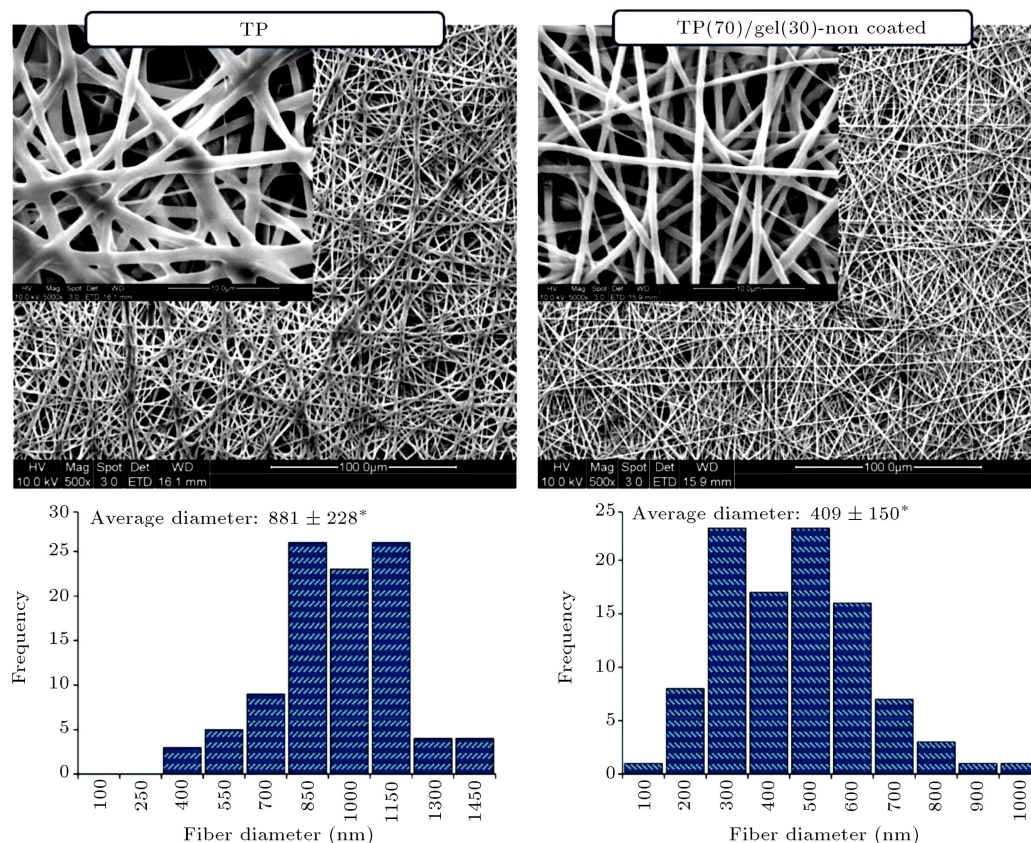 TP
HV Mag Spot Det WD
10.0 kV 5000x 3.0 ETD 16.1 mm
10.0µm
HV Mag Spot Det WD
10.0 kV 500x 3.0 ETD 16.1 mm
100.0µm
TP(70)/gel(30)-non coated
HV Mag Spot Det WD
10.0 kV 5000x 3.0 ETD 15.9 mm
10.0µm
HV Mag Spot Det WD
10.0 kV 500x 3.0 ETD 15.9 mm
100.0µm
Average diameter: 881 ± 228*
Frequency
30
25
20
15
10
5
0
100 250 400 550 700 850 1000 1150 1300 1450
Fiber diameter (nm)
Average diameter: 409 ± 150*
Frequency
25
20
15
10
5
0
100 200 300 400 500 600 700 800 900 1000
Fiber diameter (nm)